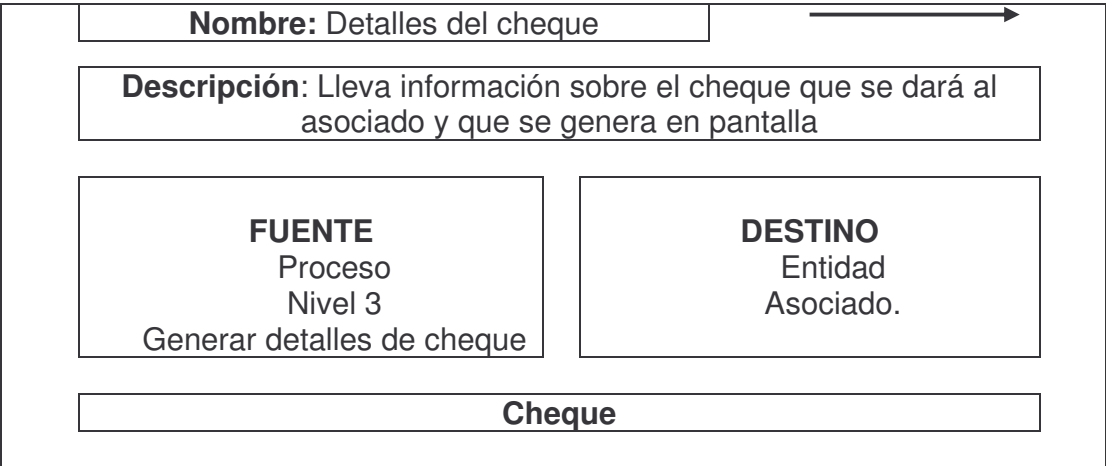 Nombre: Detalles del cheque
Descripción: Lleva información sobre el cheque que se dará al
asociado y que se genera en pantalla
FUENTE
Proceso
Nivel 3
Generar detalles de cheque
DESTINO
Entidad
Asociado.
Cheque